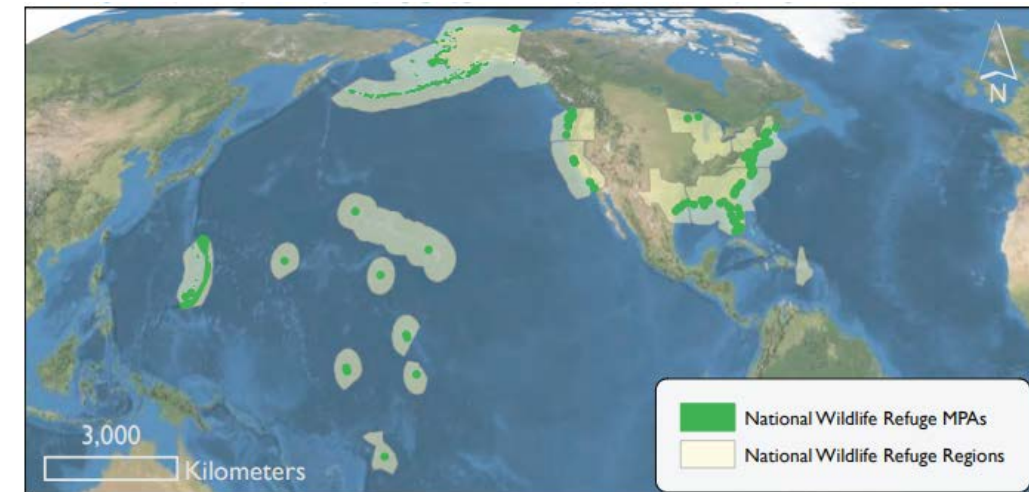 N
National Wildlife Refuge MPAs
National Wildlife Refuge Regions
3,000
Kilometers